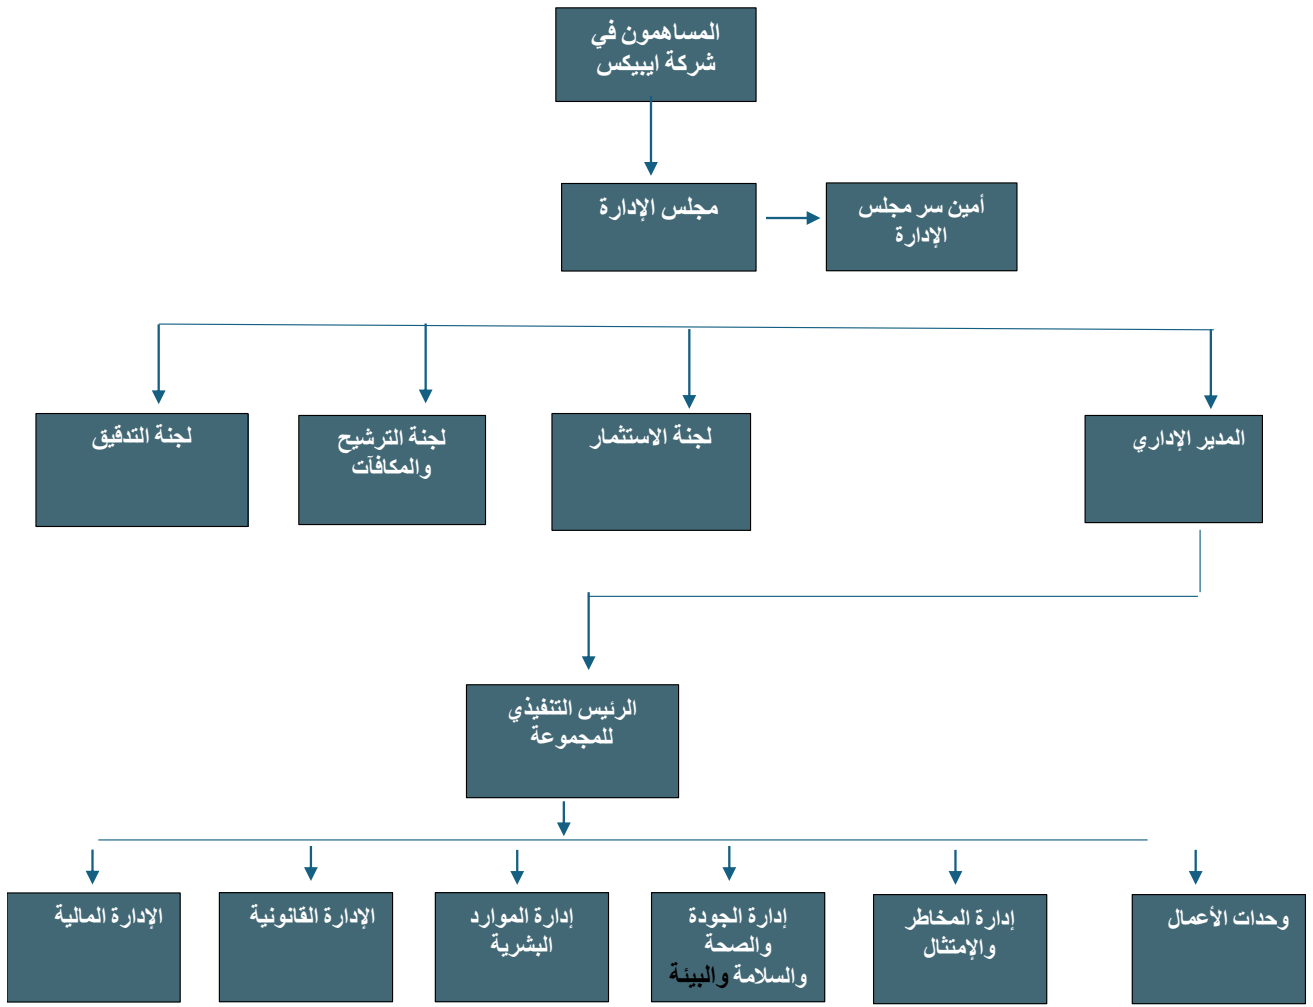 المساهمون في
شركة ايبيكس
مجلس الإدارة
أمين سر مجلس
الإدارة
المدير الإداري
لجنة الاستثمار
لجنة الترشيح
والمكافآت
لجنة التدقيق
الرئيس التنفيذي
للمجموعة
وحدات الأعمال
إدارة المخاطر
والإمتثال
إدارة الجودة
والصحة
والسلامة والبيئة
إدارة الموارد
البشرية
الإدارة القانونية
الإدارة المالية